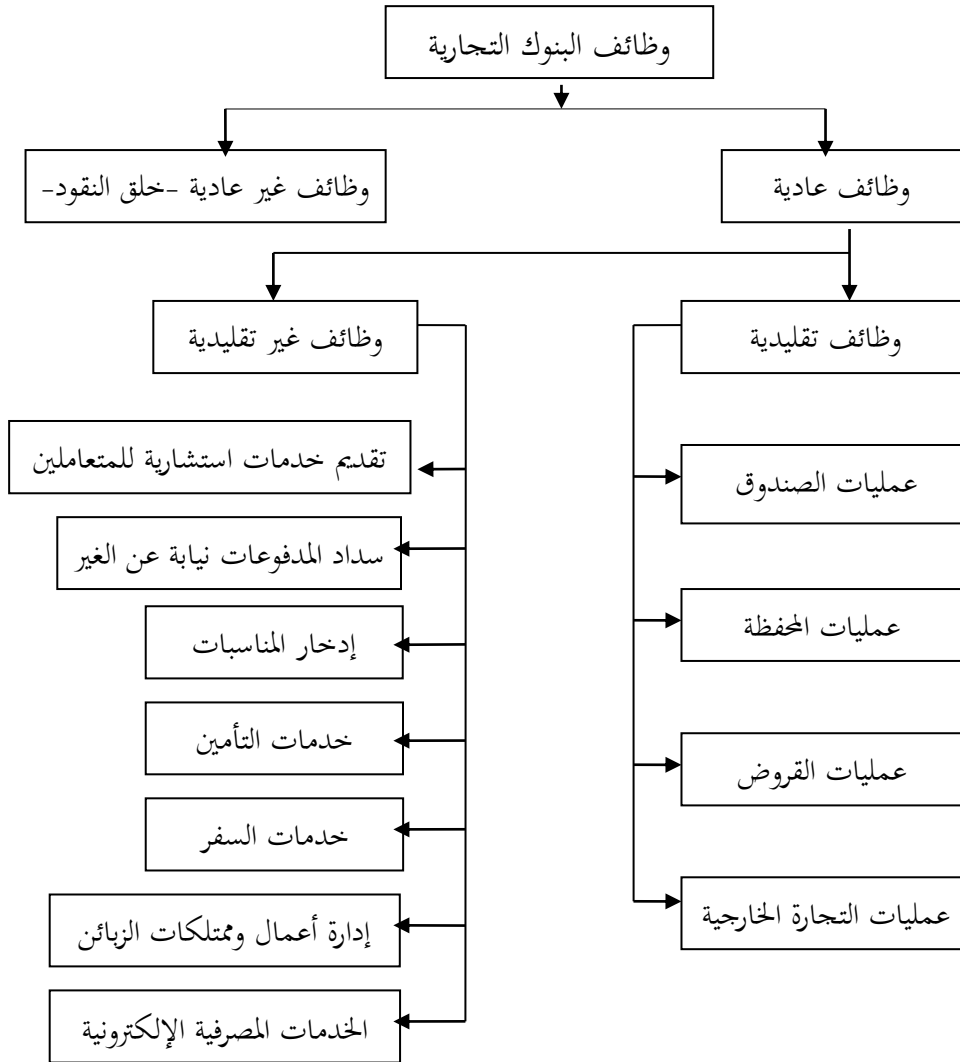 وظائف البنوك التجارية
وظائف عادية
وظائف غير عادية -خلق النقود-
وظائف تقليدية
وظائف غير تقليدية
عمليات الصندوق
عمليات المحفظة
عمليات القروض
عمليات التجارة الخارجية
تقديم خدمات استشارية للمتعاملين
سداد المدفوعات نيابة عن الغير
إدخار المناسبات
خدمات التأمين
خدمات السفر
إدارة أعمال وممتلكات الزبائن
الخدمات المصرفية الإلكترونية